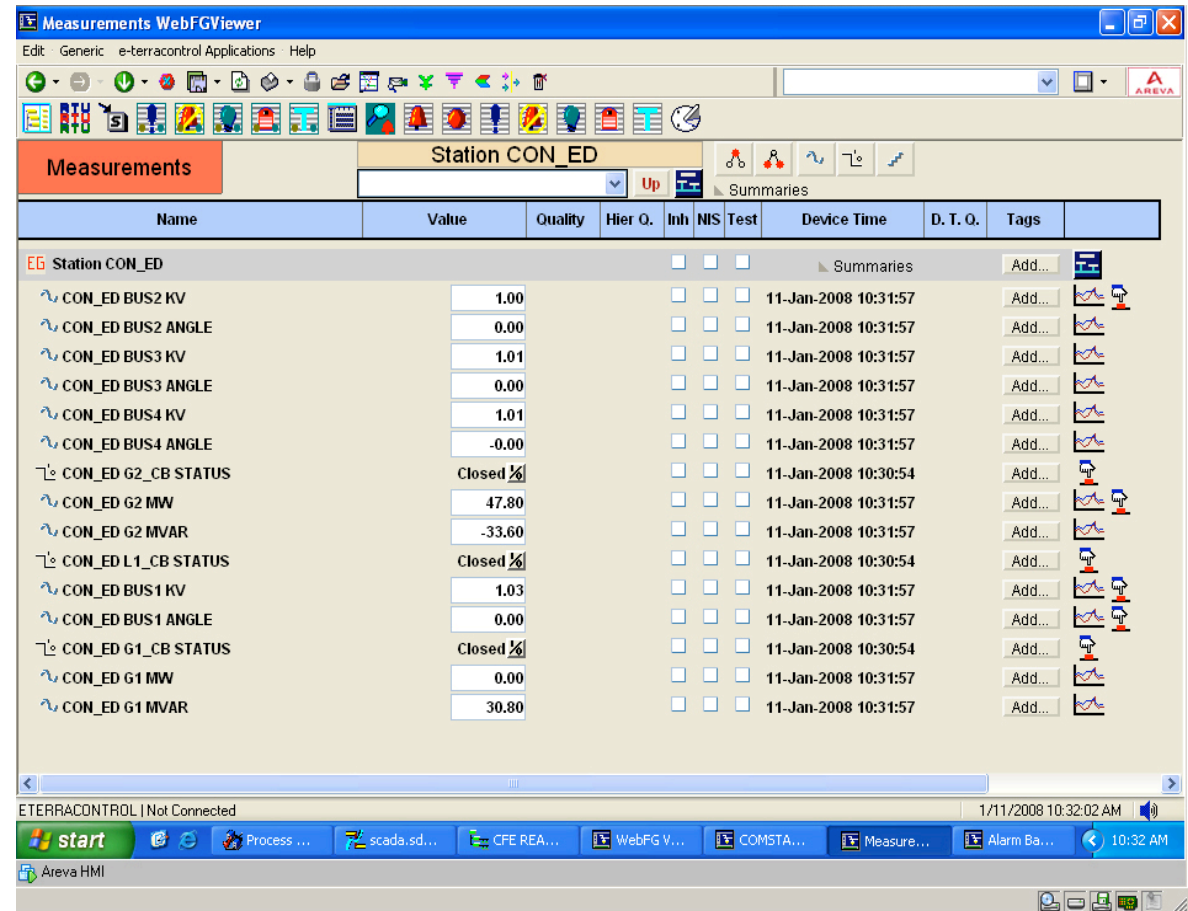 Measurements WebFGViewer
Edit Generic e-terracontrol Applications Help
A AREVA
RTU RTU S
Measurements
Station CON_ED
Up
Summaries
Name Value Quality Hier Q. Inh NIS Test Device Time D. T. Q. Tags
EG Station CON_ED Summaries Add...
CON_ED BUS2 KV 1.00 11-Jan-2008 10:31:57 Add...
CON_ED BUS2 ANGLE 0.00 11-Jan-2008 10:31:57 Add...
CON_ED BUS3 KV 1.01 11-Jan-2008 10:31:57 Add...
CON_ED BUS3 ANGLE 0.00 11-Jan-2008 10:31:57 Add...
CON_ED BUS4 KV 1.01 11-Jan-2008 10:31:57 Add...
CON_ED BUS4 ANGLE -0.00 11-Jan-2008 10:31:57 Add...
CON_ED G2_CB STATUS Closed 11-Jan-2008 10:30:54 Add...
CON_ED G2 MW 47.80 11-Jan-2008 10:31:57 Add...
CON_ED G2 MVAR -33.60 11-Jan-2008 10:31:57 Add...
CON_ED L1_CB STATUS Closed 11-Jan-2008 10:30:54 Add...
CON_ED BUS1 KV 1.03 11-Jan-2008 10:31:57 Add...
CON_ED BUS1 ANGLE 0.00 11-Jan-2008 10:31:57 Add...
CON_ED G1_CB STATUS Closed 11-Jan-2008 10:30:54 Add...
CON_ED G1 MW 0.00 11-Jan-2008 10:31:57 Add...
CON_ED G1 MVAR 30.80 11-Jan-2008 10:31:57 Add...
ETERRACONTROL | Not Connected 1/11/2008 10:32:02 AM
start Process ... scada.sd... CFE REA... WebFG V... COMSTA... Measure... Alarm Ba... 10:32 AM
Areva HMI